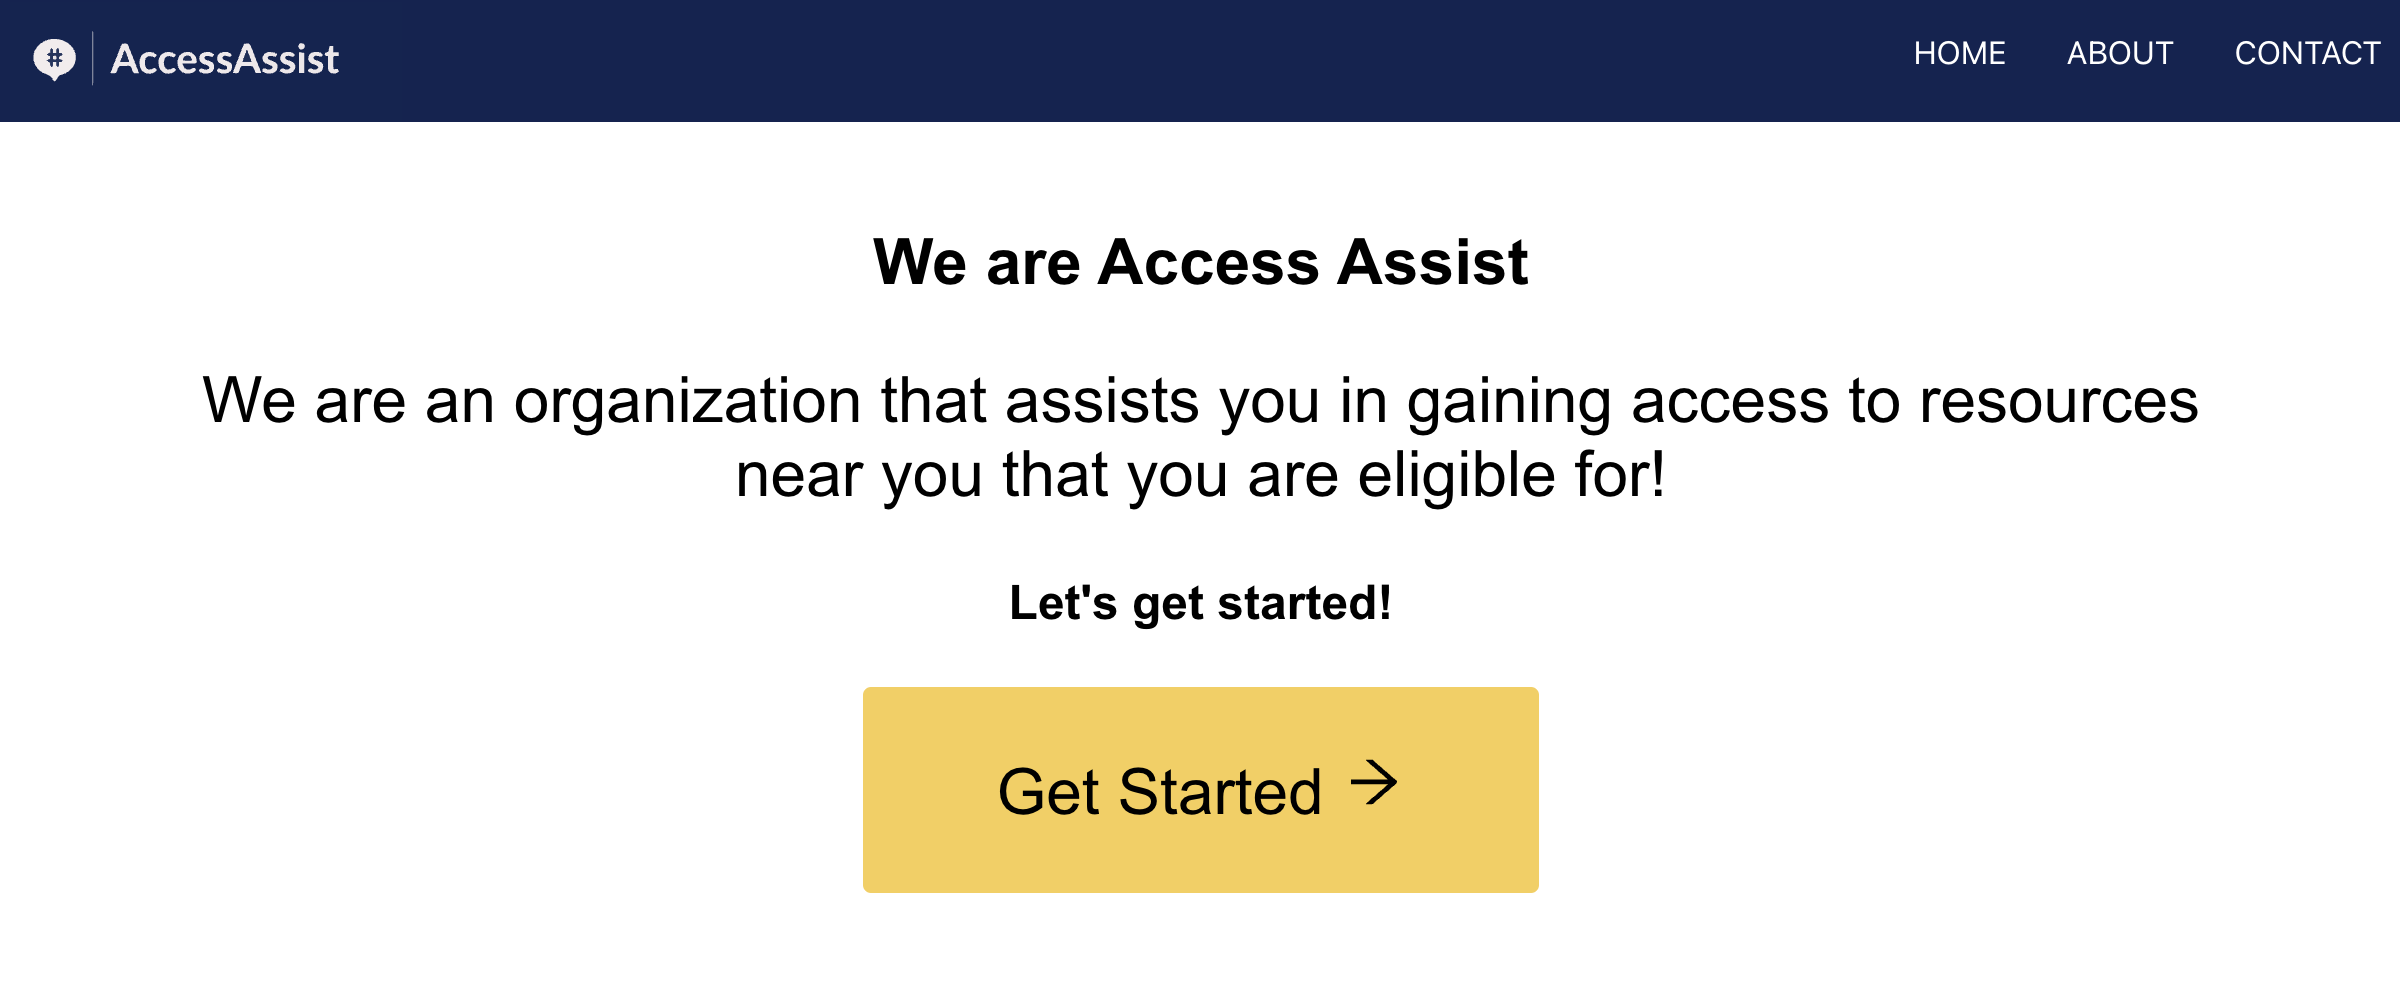 # AccessAssist HOME ABOUT CONTACT
We are Access Assist
We are an organization that assists you in gaining access to resources
near you that you are eligible for!
Let's get started!
Get Started →